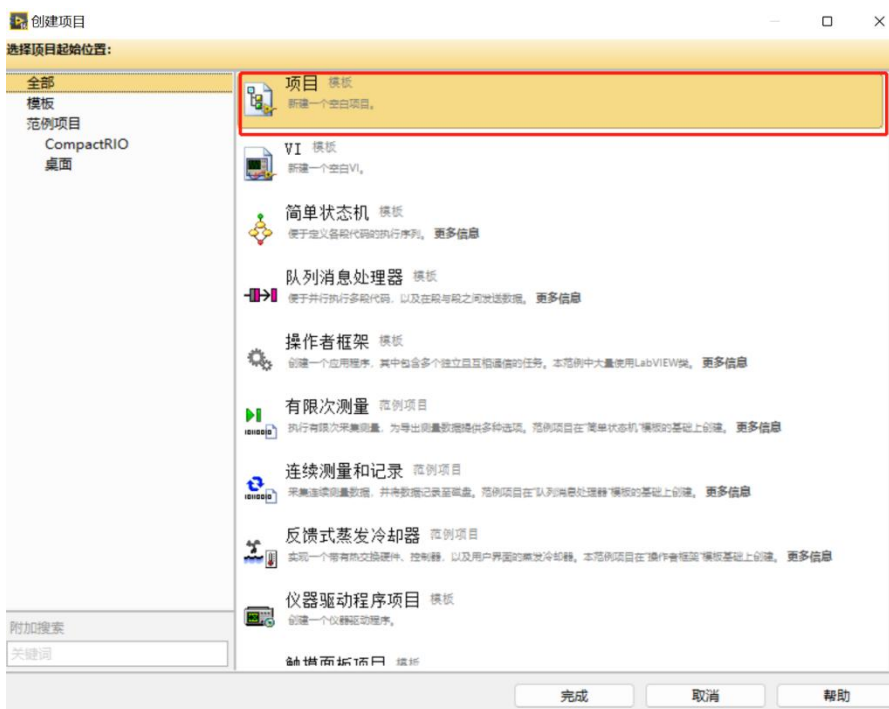 创建项目
选择项目起始位置:
全部
模板
范例项目
CompactRIO
桌面
项目 模板
新建一个空白项目。
VI 模板
新建一个空白VI。
简单状态机 模板
便于定义各段代码的执行序列。 更多信息
队列消息处理器 模板
便于并行执行多段代码，以及在段与段之间发送数据。 更多信息
操作者框架 模板
创建一个应用程序，其中包含多个独立且互相通信的任务。本范例中大量使用LabVIEW类。 更多信息
有限次测量 范例项目
执行有限次采集测量，为导出测量数据提供多种选项。范例项目在"简单状态机"模板的基础上创建。 更多信息
连续测量和记录 范例项目
采集连续测量数据，并将数据记录至磁盘。范例项目在"队列消息处理器"模板的基础上创建。 更多信息
反馈式蒸发冷却器 范例项目
实现一个带有热交换硬件、控制器，以及用户界面的蒸发冷却器。本范例项目在"操作者框架"模板基础上创建。 更多信息
仪器驱动程序项目 模板
创建一个仪器驱动程序。
触摸面板项目 模板
附加搜索
关键词
完成 取消 帮助